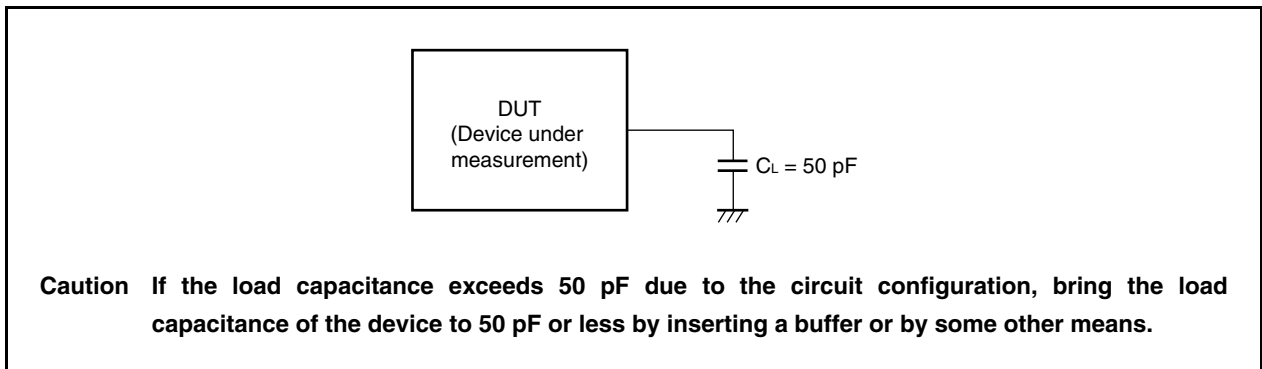 DUT
(Device under
measurement)
CL = 50 pF
Caution If the load capacitance exceeds 50 pF due to the circuit configuration, bring the load
capacitance of the device to 50 pF or less by inserting a buffer or by some other means.